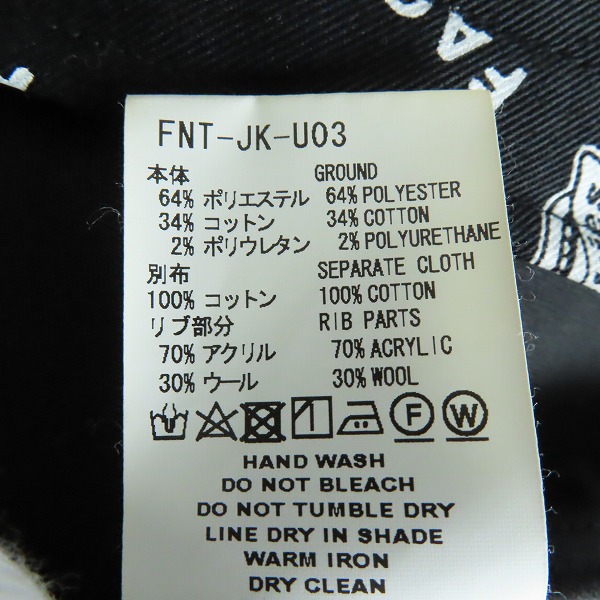 FNT-JK-U03
本体 GROUND
64% ポリエステル 64% POLYESTER
34% コットン 34% COTTON
2% ポリウレタン 2% POLYURETHANE
別布 SEPARATE CLOTH
100% コットン 100% COTTON
リブ部分 RIB PARTS
70% アクリル 70% ACRYLIC
30% ウール 30% WOOL
F W
HAND WASH
DO NOT BLEACH
DO NOT TUMBLE DRY
LINE DRY IN SHADE
WARM IRON
DRY CLEAN